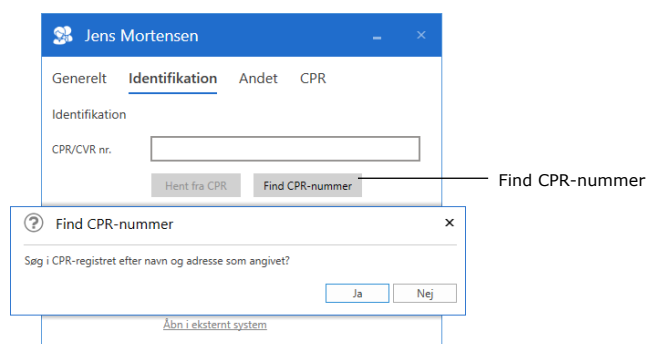 Jens Mortensen
Generelt Identifikation Andet CPR
Identifikation
CPR/CVR nr.
Hent fra CPR Find CPR-nummer
Find CPR-nummer
Find CPR-nummer
Søg i CPR-registret efter navn og adresse som angivet?
Ja Nej
Åbn i eksternt system